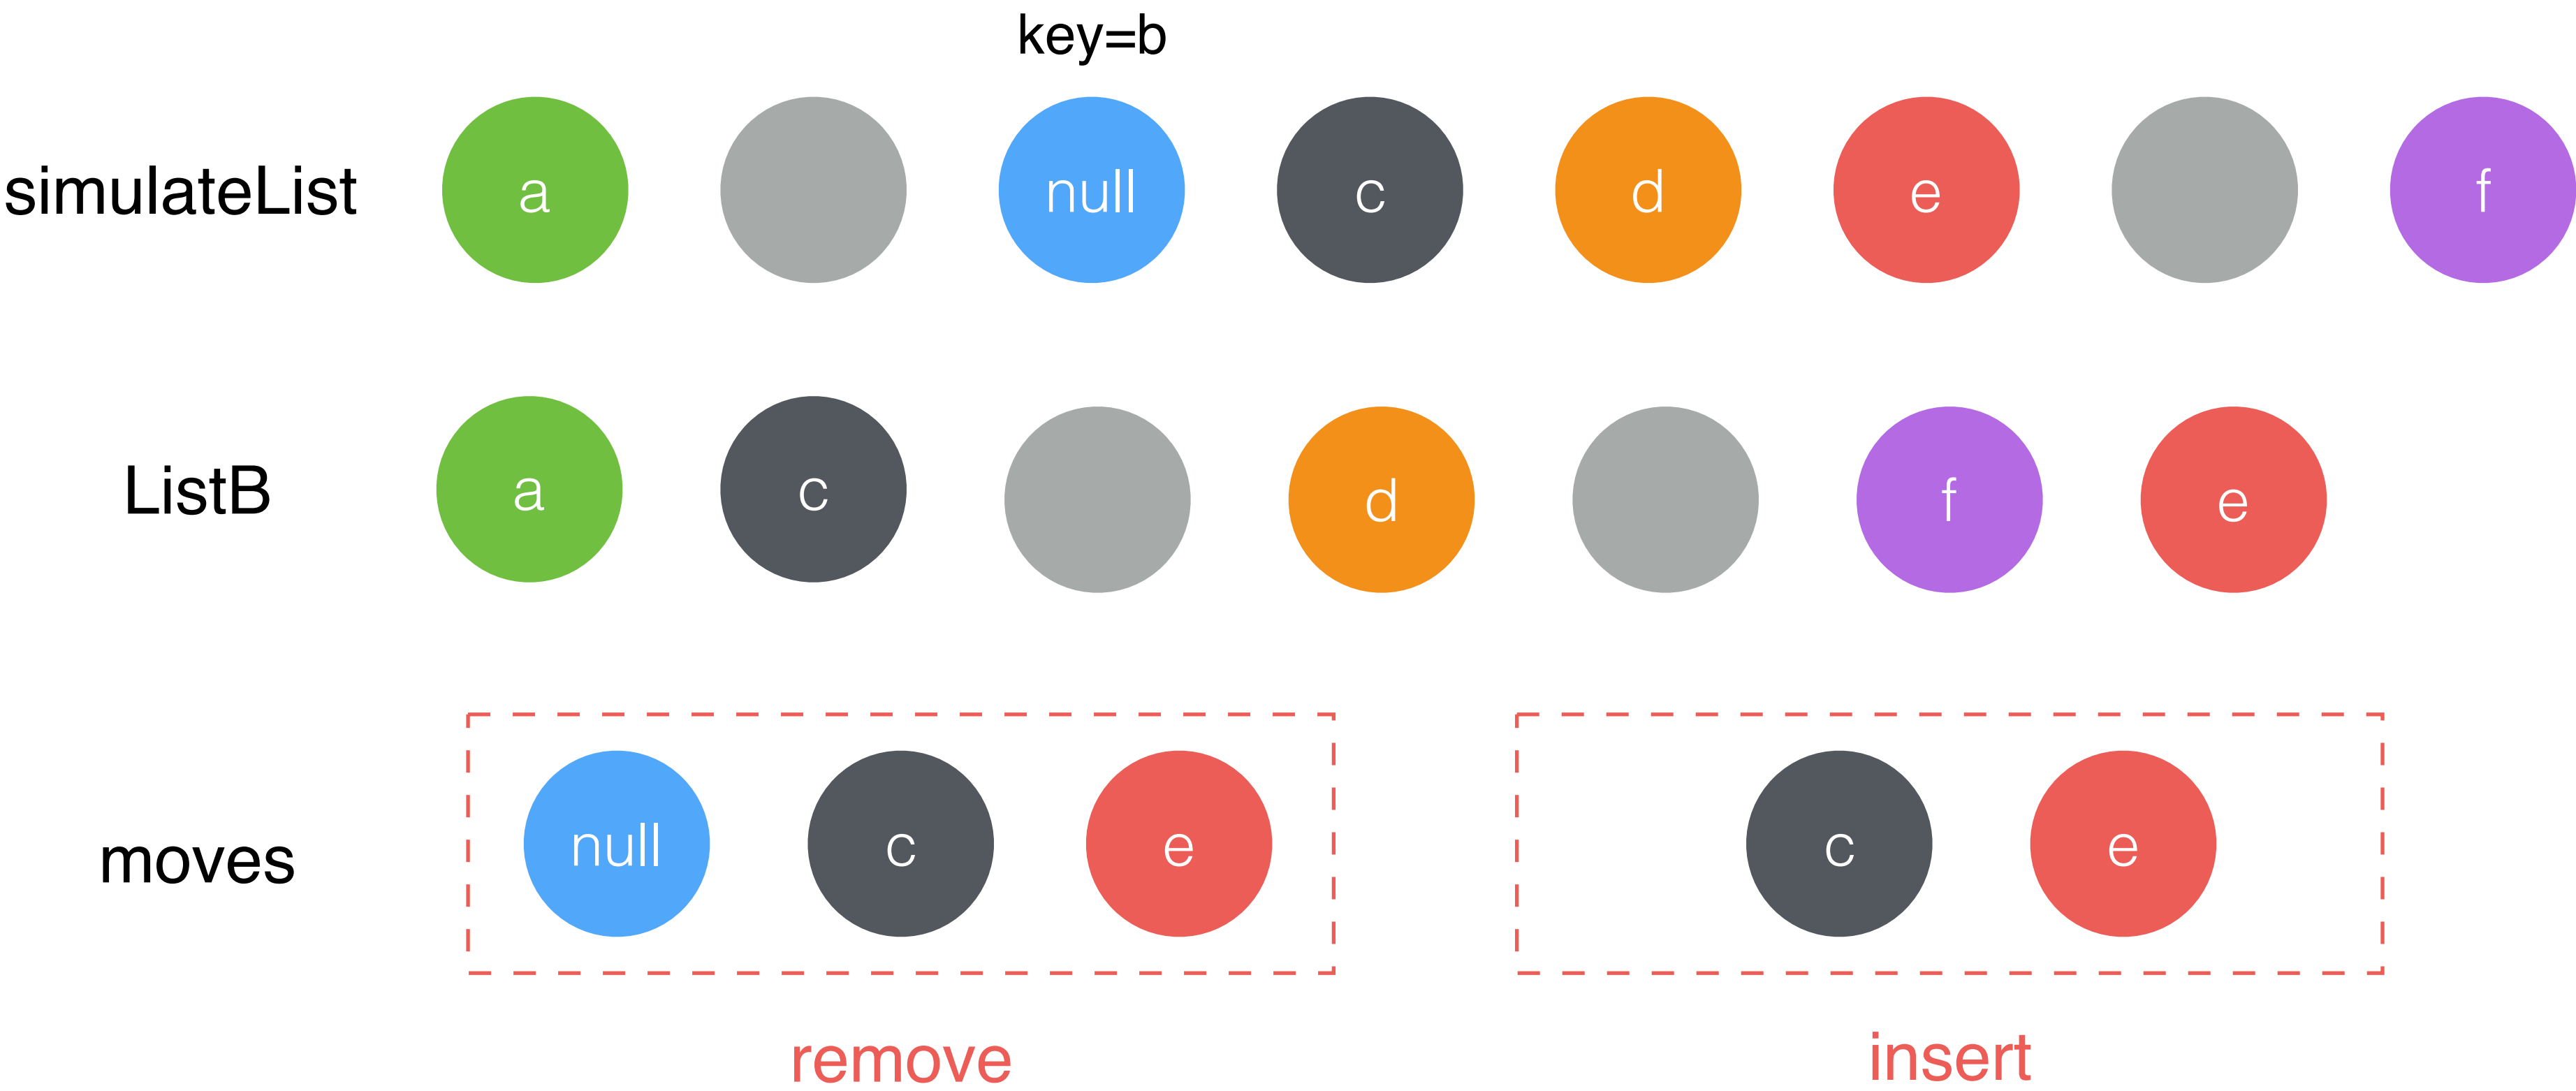 key=b
simulateList a null c d e f
ListB a c d f e
moves null c e c e
remove insert